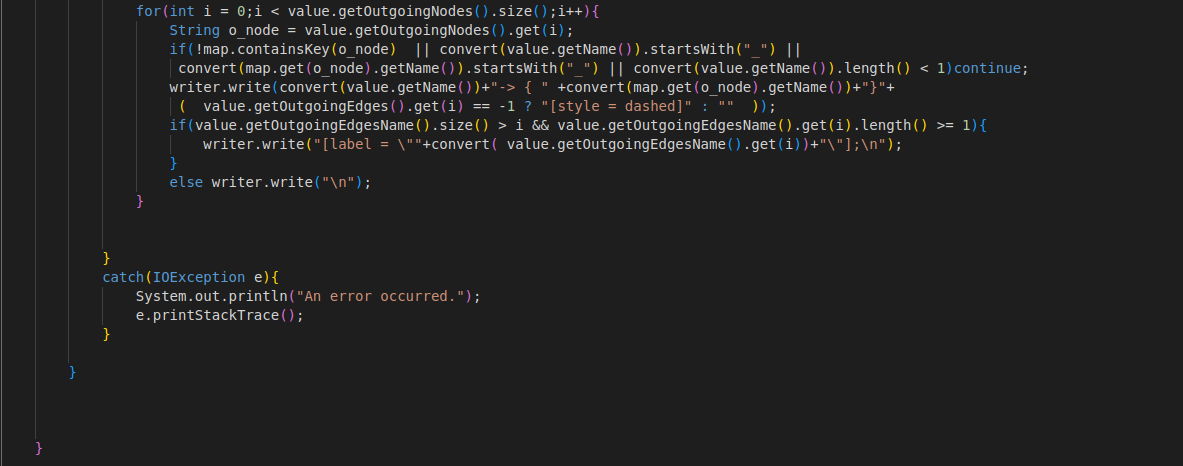 for(int i = 0;i < value.getOutgoingNodes().size();i++){
String o_node = value.getOutgoingNodes().get(i);
if(!map.containsKey(o_node)  || convert(value.getName()).startsWith("_") ||
convert(map.get(o_node).getName()).startsWith("_") || convert(value.getName()).length() < 1)continue;
writer.write(convert(value.getName())+"-> { " +convert(map.get(o_node).getName())+"}"+
(  value.getOutgoingEdges().get(i) == -1 ? "[style = dashed]" : ""  ));
if(value.getOutgoingEdgesName().size() > i && value.getOutgoingEdgesName().get(i).length() >= 1){
writer.write("[label = \""+convert( value.getOutgoingEdgesName().get(i))+"\"];\n");
}
else writer.write("\n");
}
}
catch(IOException e){
System.out.println("An error occurred.");
e.printStackTrace();
}
}
}